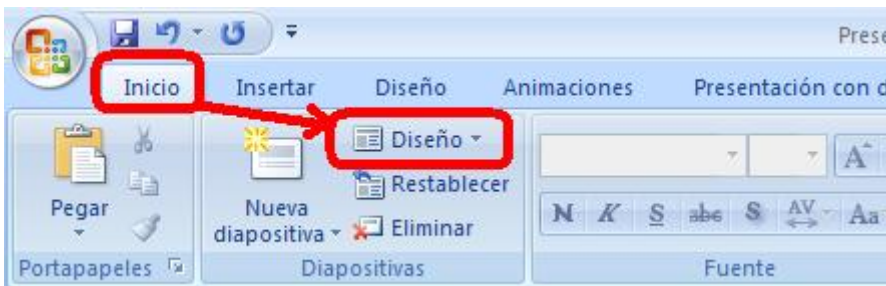 Prese
Inicio Insertar Diseño Animaciones Presentación con d
Pegar
Nueva diapositiva
Diseño
Restablecer
Eliminar
N K S abc S AV Aa A
Portapapeles Diapositivas Fuente